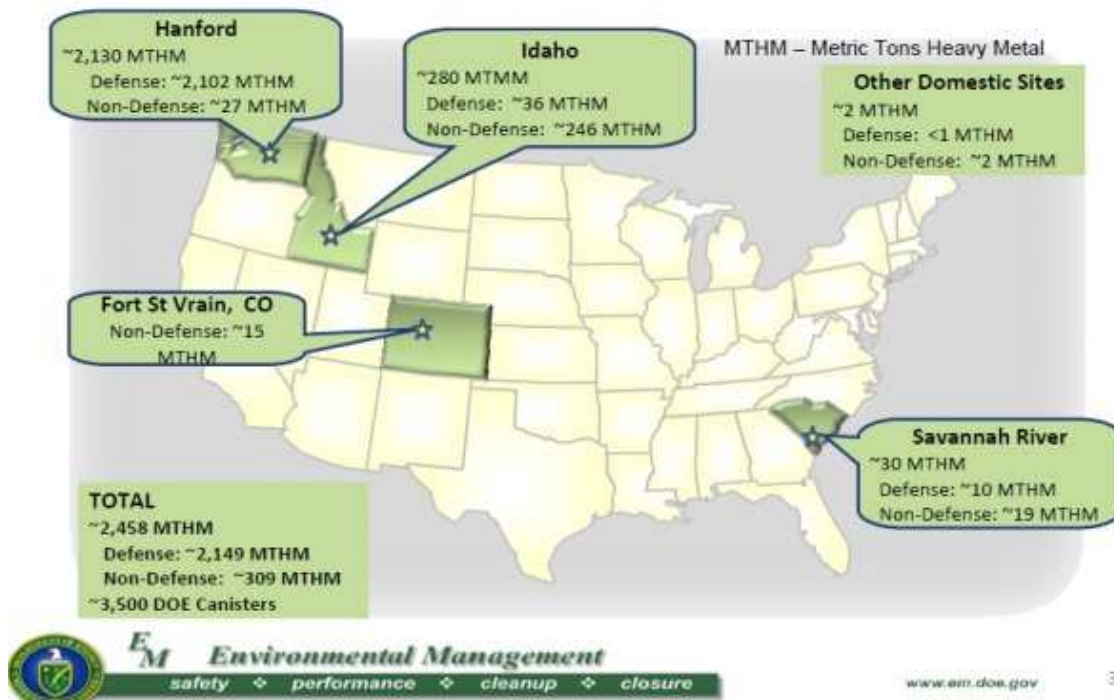 Hanford
~2,130 MTHM
Defense: ~2,102 MTHM
Non-Defense: ~27 MTHM
Idaho
~280 MTMM
Defense: ~36 MTHM
Non-Defense: ~246 MTHM
MTHM – Metric Tons Heavy Metal
Other Domestic Sites
~2 MTHM
Defense: <1 MTHM
Non-Defense: ~2 MTHM
Fort St Vrain, CO
Non-Defense: ~15
MTHM
Savannah River
~30 MTHM
Defense: ~10 MTHM
Non-Defense: ~19 MTHM
TOTAL
~2,458 MTHM
Defense: ~2,149 MTHM
Non-Defense: ~309 MTHM
~3,500 DOE Canisters
EM Environmental Management
safety ❖ performance ❖ cleanup ❖ closure
www.em.doe.gov
3